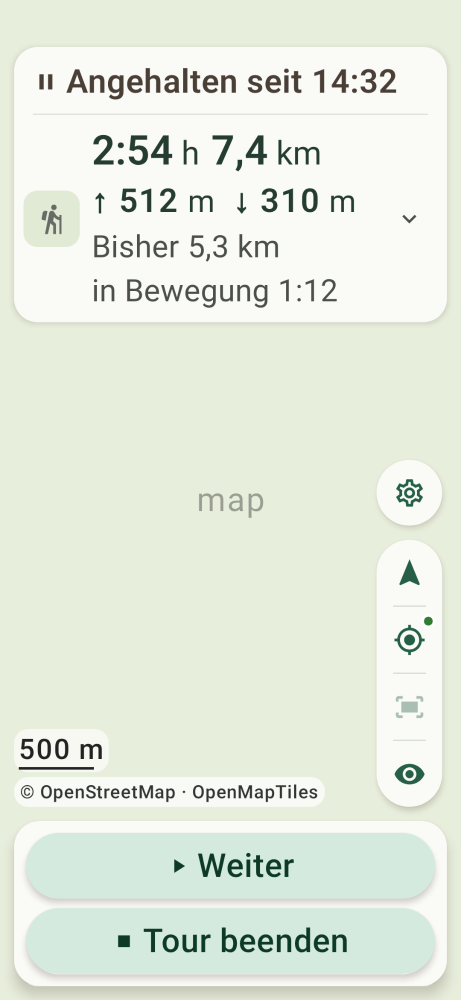 Angehalten seit 14:32
2:54 h 7,4 km
↑ 512 m ↓ 310 m
Bisher 5,3 km
in Bewegung 1:12
map
500 m
© OpenStreetMap · OpenMapTiles
Weiter
Tour beenden